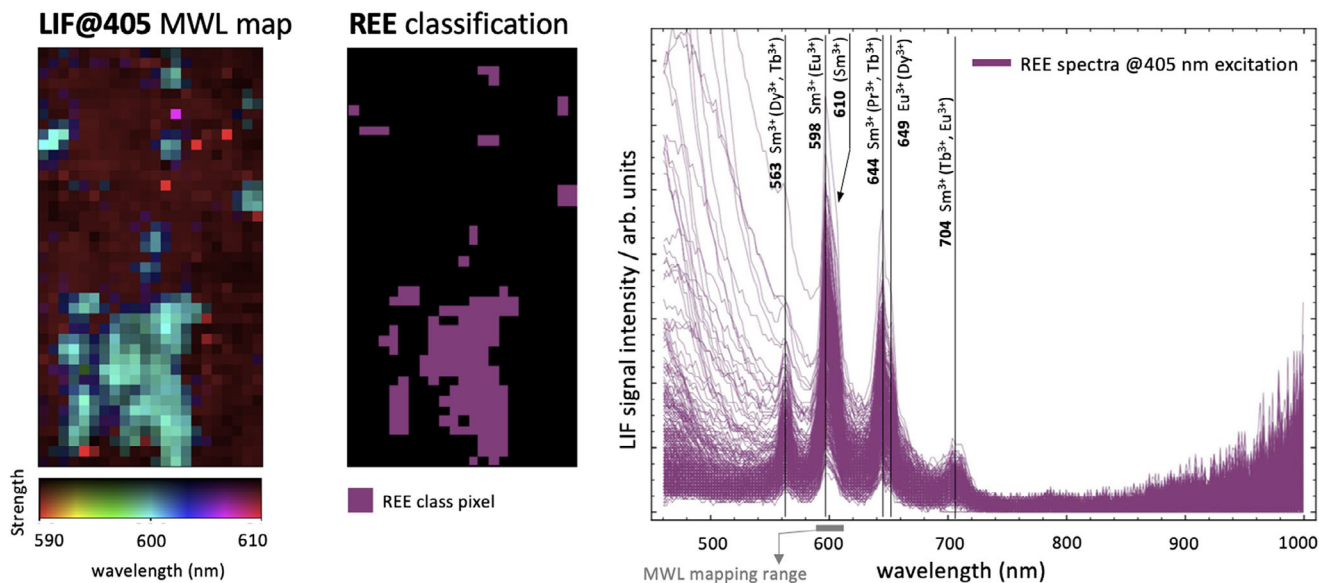 LIF@405 MWL map
REE classification
Strength
590 600 610
wavelength (nm)
REE class pixel
LIF signal intensity / arb. units
563 Sm³⁺ (Dy³⁺, Tb³⁺)
598 Sm³⁺ (Eu³⁺)
610 (Sm³⁺)
644 Sm³⁺ (Pr³⁺, Tb³⁺)
649 Eu³⁺ (Dy³⁺)
704 Sm³⁺ (Tb³⁺, Eu³⁺)
REE spectra @405 nm excitation
500 600 700 800 900 1000
MWL mapping range
wavelength (nm)